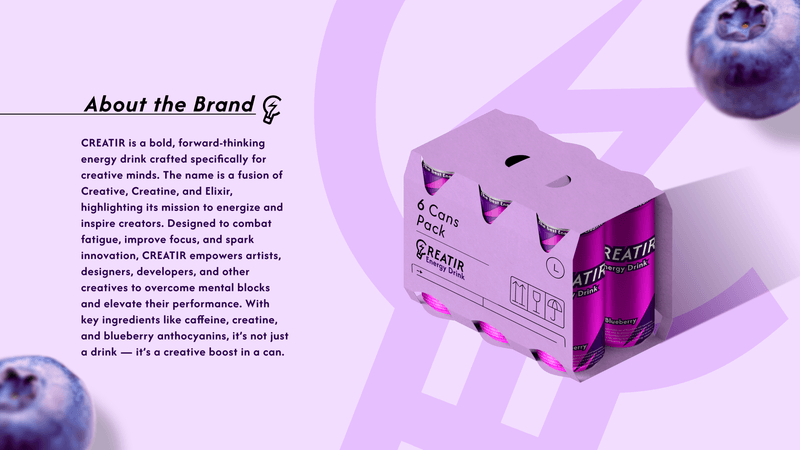 About the Brand
CREATIR is a bold, forward-thinking
energy drink crafted specifically for
creative minds. The name is a fusion of
Creative, Creatine, and Elixir,
highlighting its mission to energize and
inspire creators. Designed to combat
fatigue, improve focus, and spark
innovation, CREATIR empowers artists,
designers, developers, and other
creatives to overcome mental blocks
and elevate their performance. With
key ingredients like caffeine, creatine,
and blueberry anthocyanins, it's not just
a drink — it's a creative boost in a can.
6 Cans
Pack
CREATIR
Energy Drink
L
REATIR
nergy Drink
Blueberry